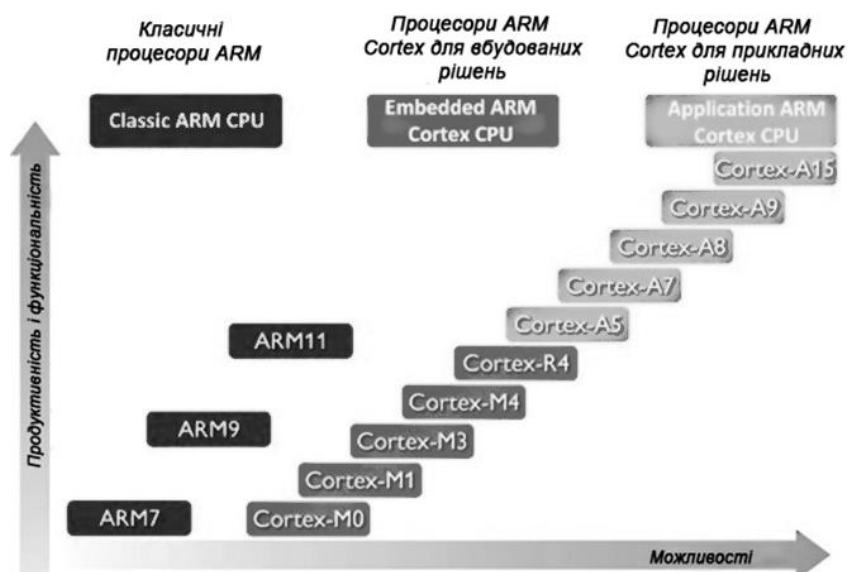 Класичні
процесори ARM
Процесори ARM
Cortex для вбудованих
рішень
Процесори ARM
Cortex для прикладних
рішень
Classic ARM CPU
Embedded ARM
Cortex CPU
Application ARM
Cortex CPU
Cortex-A15
Cortex-A9
Cortex-A8
Cortex-A7
Cortex-A5
ARM11
Cortex-R4
Cortex-M4
ARM9
Cortex-M3
Cortex-M1
ARM7
Cortex-M0
Продуктивність і функціональність
Можливості